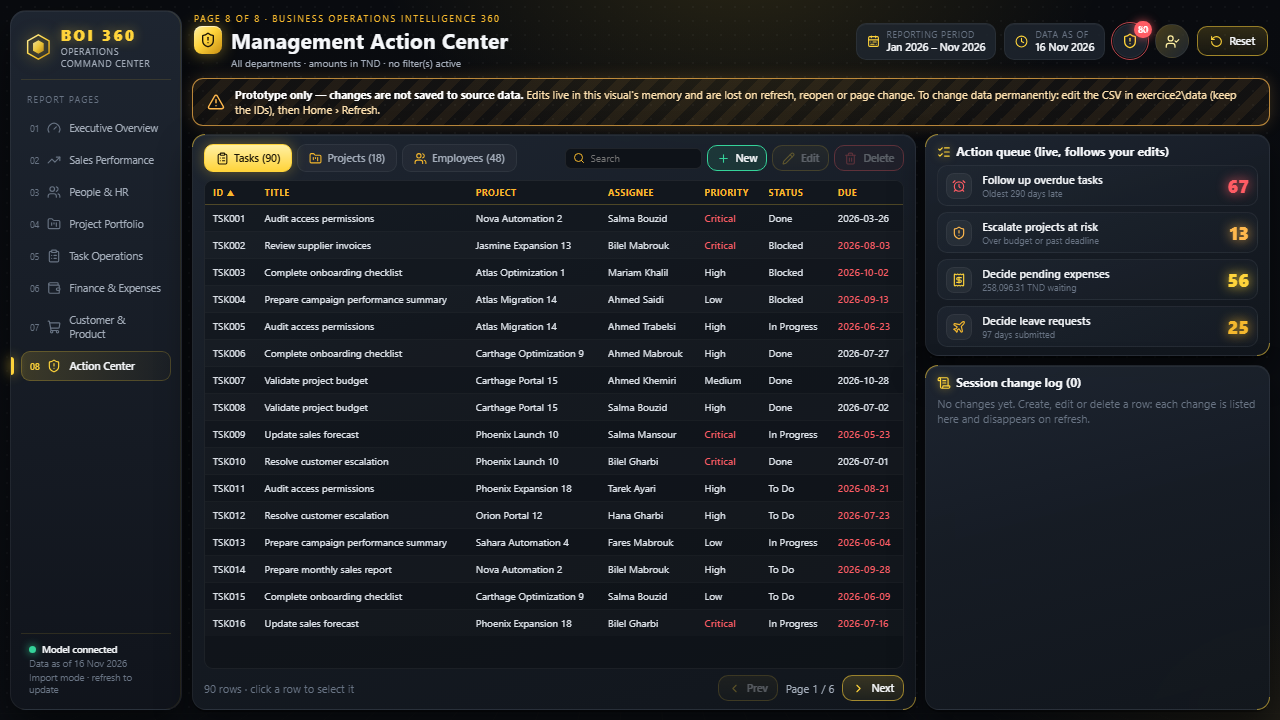 BOI 360
OPERATIONS
COMMAND CENTER
REPORT PAGES
01 Executive Overview
02 Sales Performance
03 People & HR
04 Project Portfolio
05 Task Operations
06 Finance & Expenses
07 Customer &
Product
08 Action Center
Model connected
Data as of 16 Nov 2026
Import mode · refresh to
update
PAGE 8 OF 8 · BUSINESS OPERATIONS INTELLIGENCE 360
Management Action Center
All departments · amounts in TND · no filter(s) active
REPORTING PERIOD
Jan 2026 – Nov 2026
DATA AS OF
16 Nov 2026
80
Reset
Prototype only — changes are not saved to source data. Edits live in this visual's memory and are lost on refresh, reopen or page change. To change data permanently: edit the CSV in exercice2\data (keep
the IDs), then Home › Refresh.
Tasks (90) Projects (18) Employees (48) Search New Edit Delete
ID ▲ TITLE PROJECT ASSIGNEE PRIORITY STATUS DUE
TSK001 Audit access permissions Nova Automation 2 Salma Bouzid Critical Done 2026-03-26
TSK002 Review supplier invoices Jasmine Expansion 13 Bilel Mabrouk Critical Blocked 2026-08-03
TSK003 Complete onboarding checklist Atlas Optimization 1 Mariam Khalil High Blocked 2026-10-02
TSK004 Prepare campaign performance summary Atlas Migration 14 Ahmed Saidi Low Blocked 2026-09-13
TSK005 Audit access permissions Atlas Migration 14 Ahmed Trabelsi High In Progress 2026-06-23
TSK006 Complete onboarding checklist Carthage Optimization 9 Ahmed Mabrouk High Done 2026-07-27
TSK007 Validate project budget Carthage Portal 15 Ahmed Khemiri Medium Done 2026-10-28
TSK008 Validate project budget Carthage Portal 15 Salma Bouzid High Done 2026-07-02
TSK009 Update sales forecast Phoenix Launch 10 Salma Mansour Critical In Progress 2026-05-23
TSK010 Resolve customer escalation Phoenix Launch 10 Bilel Gharbi Critical Done 2026-07-01
TSK011 Audit access permissions Phoenix Expansion 18 Tarek Ayari High To Do 2026-08-21
TSK012 Resolve customer escalation Orion Portal 12 Hana Gharbi High To Do 2026-07-23
TSK013 Prepare campaign performance summary Sahara Automation 4 Fares Mabrouk Low In Progress 2026-06-04
TSK014 Prepare monthly sales report Nova Automation 2 Bilel Mabrouk High To Do 2026-09-28
TSK015 Complete onboarding checklist Carthage Optimization 9 Salma Bouzid Low To Do 2026-06-09
TSK016 Update sales forecast Phoenix Expansion 18 Bilel Gharbi Critical In Progress 2026-07-16
90 rows · click a row to select it
Prev Page 1 / 6 Next
Action queue (live, follows your edits)
Follow up overdue tasks
Oldest 290 days late
67
Escalate projects at risk
Over budget or past deadline
13
Decide pending expenses
258,096.31 TND waiting
56
Decide leave requests
97 days submitted
25
Session change log (0)
No changes yet. Create, edit or delete a row: each change is listed
here and disappears on refresh.